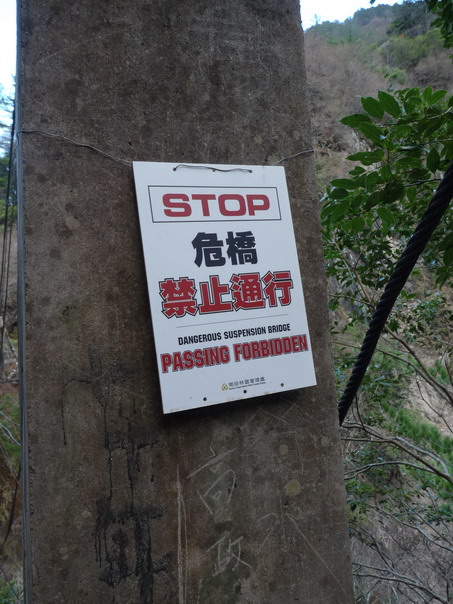 STOP
危橋
禁止通行
DANGEROUS SUSPENSION BRIDGE
PASSING FORBIDDEN